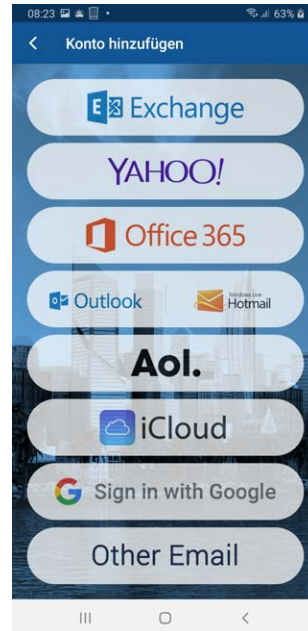 08:23 63%
Konto hinzufügen
Exchange
YAHOO!
Office 365
Outlook Windows Live Hotmail
Aol.
iCloud
Sign in with Google
Other Email